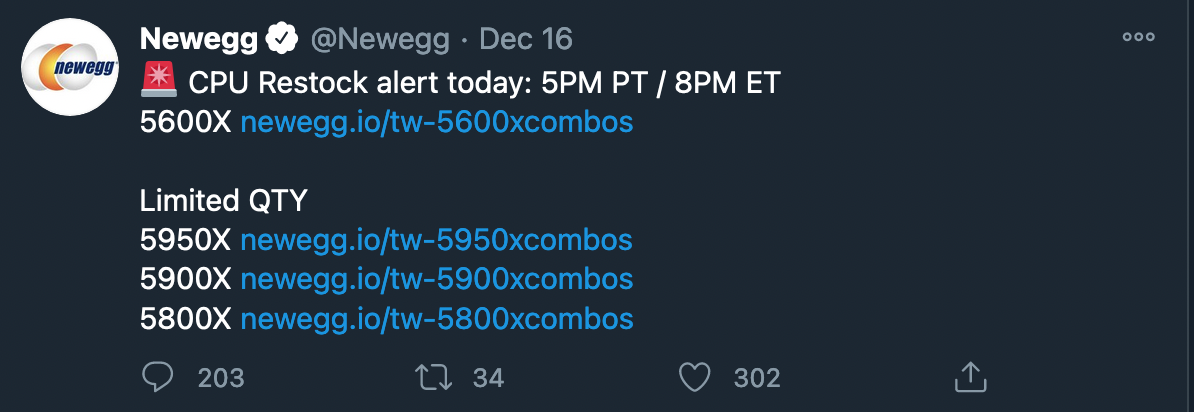 newegg
Newegg @Newegg · Dec 16
🚨 CPU Restock alert today: 5PM PT / 8PM ET
5600X newegg.io/tw-5600xcombos
Limited QTY
5950X newegg.io/tw-5950xcombos
5900X newegg.io/tw-5900xcombos
5800X newegg.io/tw-5800xcombos
203 34 302